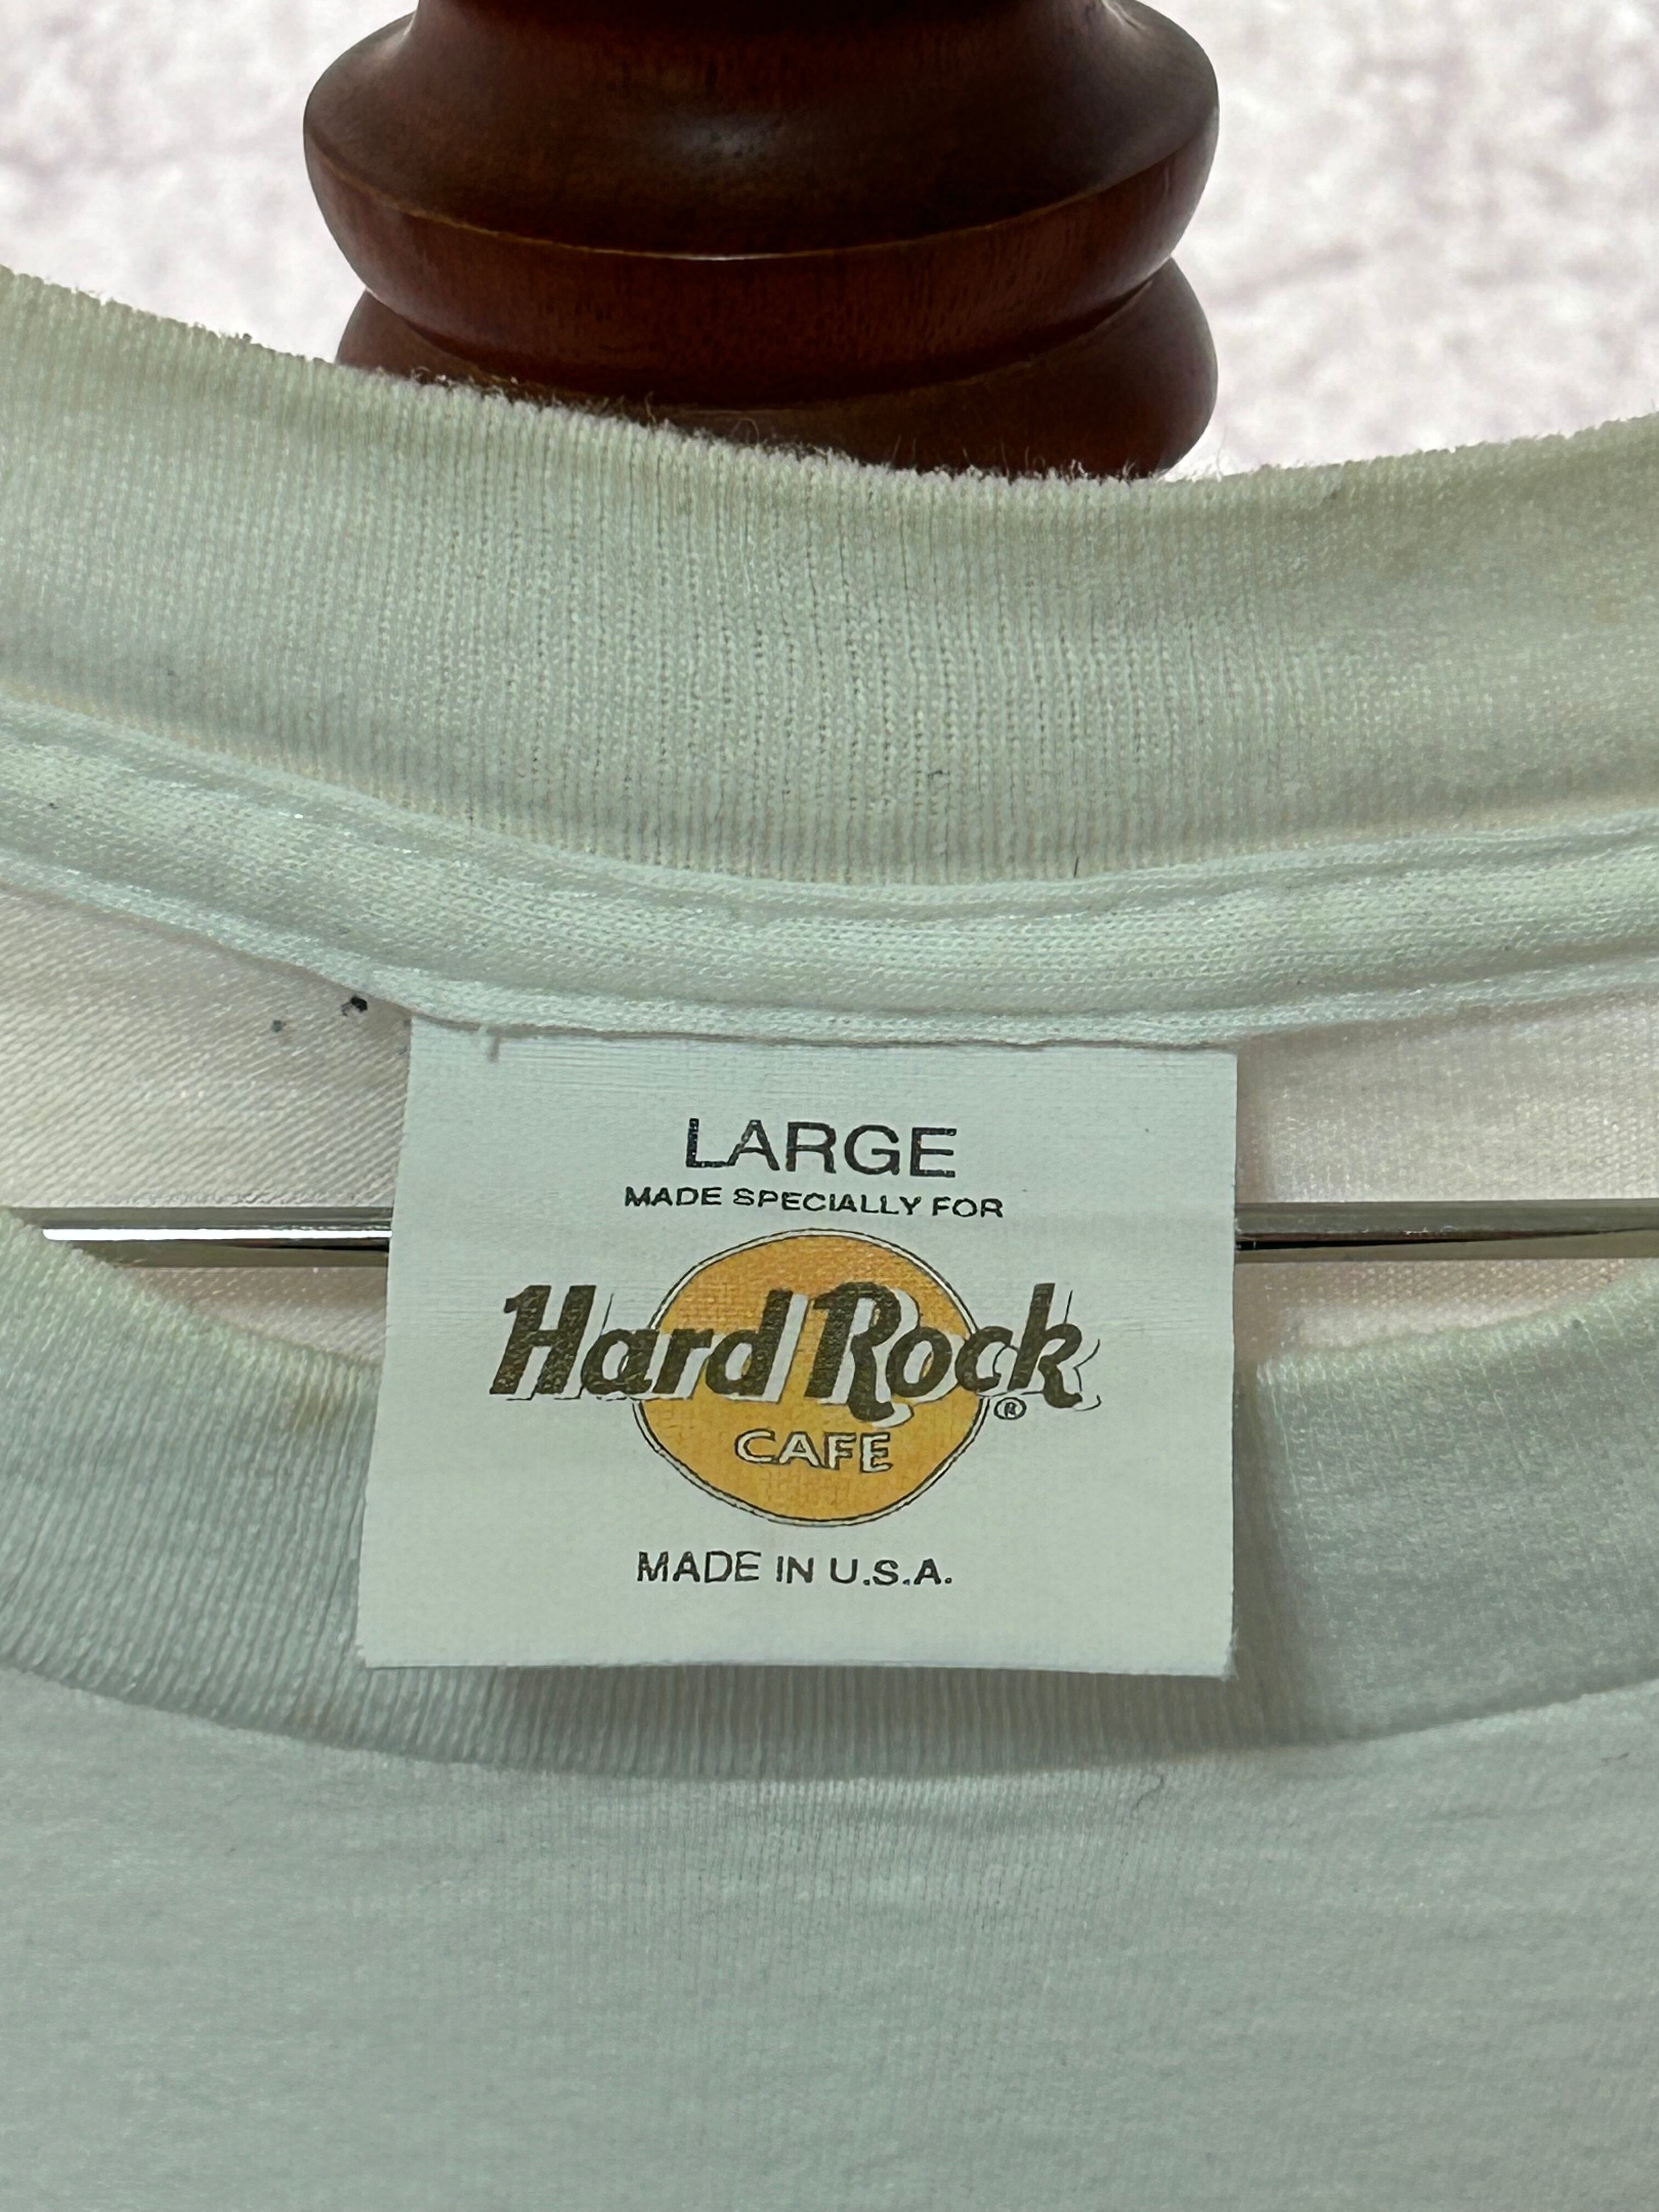 LARGE
MADE SPECIALLY FOR
Hard Rock
®
CAFE
MADE IN U.S.A.